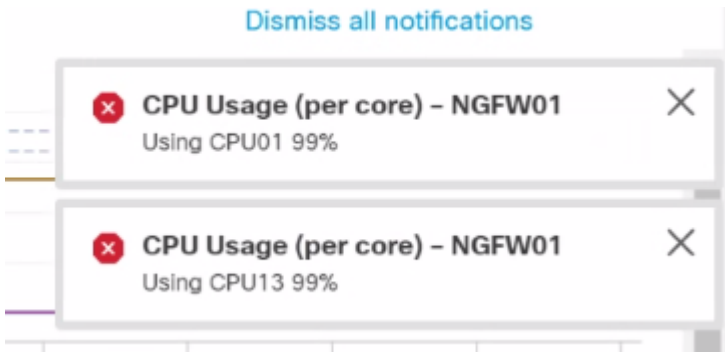 Dismiss all notifications
CPU Usage (per core) – NGFW01
Using CPU01 99%
CPU Usage (per core) – NGFW01
Using CPU13 99%